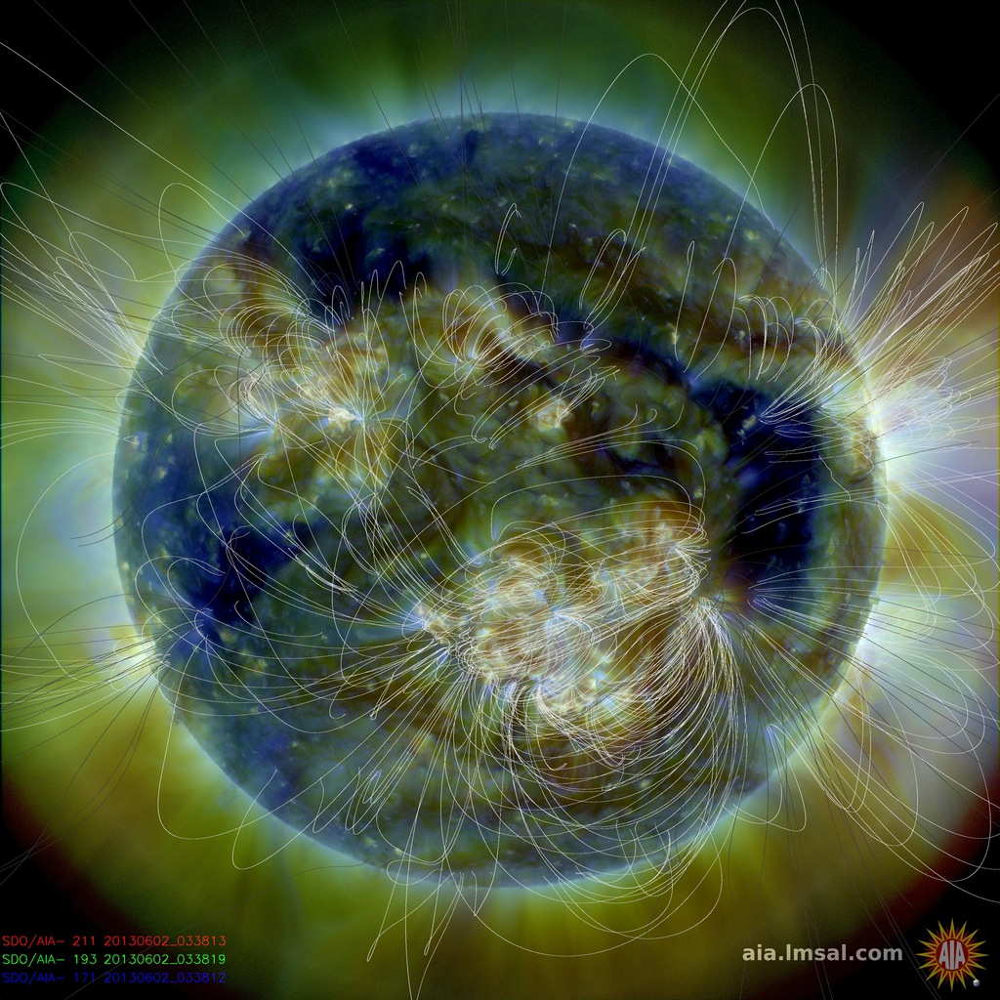 SDO/AIA- 211 20130602_033813
SDO/AIA- 193 20130602_033819
SDO/AIA- 171 20130602_033812
aia.lmsal.com
AIA